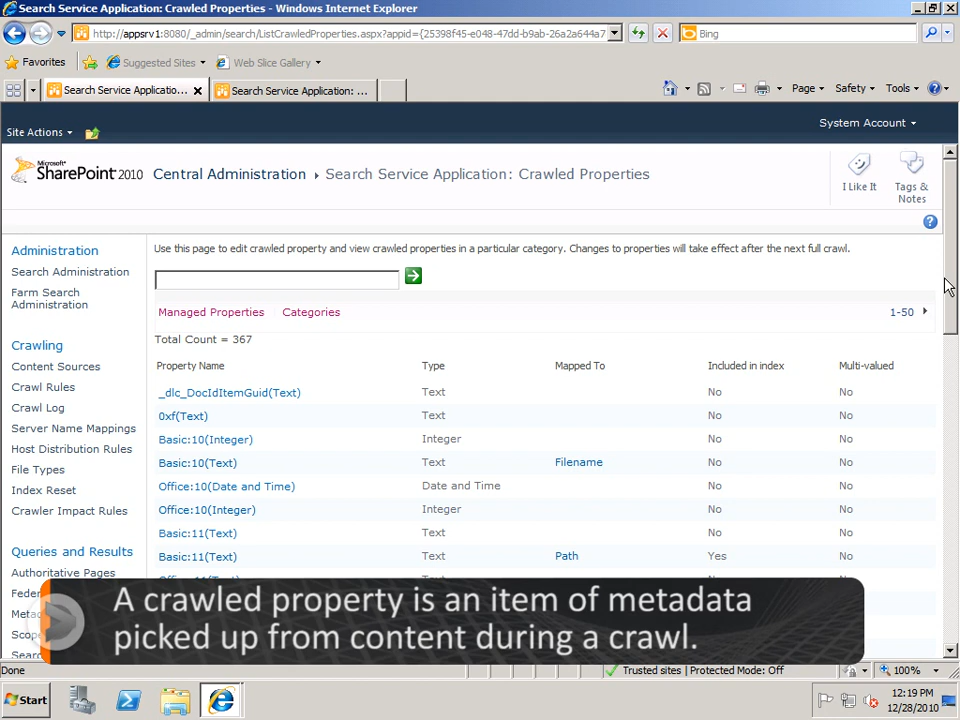 Search Service Application: Crawled Properties - Windows Internet Explorer
http://appsrv1:8080/_admin/search/ListCrawledProperties.aspx?appid={25398f45-e048-47dd-b9ab-26a2a644a7
Bing
Favorites
Suggested Sites
Web Slice Gallery
Search Service Applicatio...
Search Service Application: ...
Page
Safety
Tools
System Account
Site Actions
Microsoft
SharePoint 2010
Central Administration
Search Service Application: Crawled Properties
I Like It
Tags &
Notes
Use this page to edit crawled property and view crawled properties in a particular category. Changes to properties will take effect after the next full crawl.
Administration
Search Administration
Farm Search
Administration
Crawling
Content Sources
Crawl Rules
Crawl Log
Server Name Mappings
Host Distribution Rules
File Types
Index Reset
Crawler Impact Rules
Queries and Results
Authoritative Pages
Managed Properties Categories 1-50
Total Count = 367
Property Name Type Mapped To Included in index Multi-valued
_dlc_DocIdItemGuid(Text) Text No No
0xf(Text) Text No No
Basic:10(Integer) Integer No No
Basic:10(Text) Text Filename No No
Office:10(Date and Time) Date and Time No No
Office:10(Integer) Integer No No
Basic:11(Text) Text No No
Basic:11(Text) Text Path Yes No
A crawled property is an item of metadata
picked up from content during a crawl.
Done
Trusted sites | Protected Mode: Off
100%
Start
12:19 PM
12/28/2010